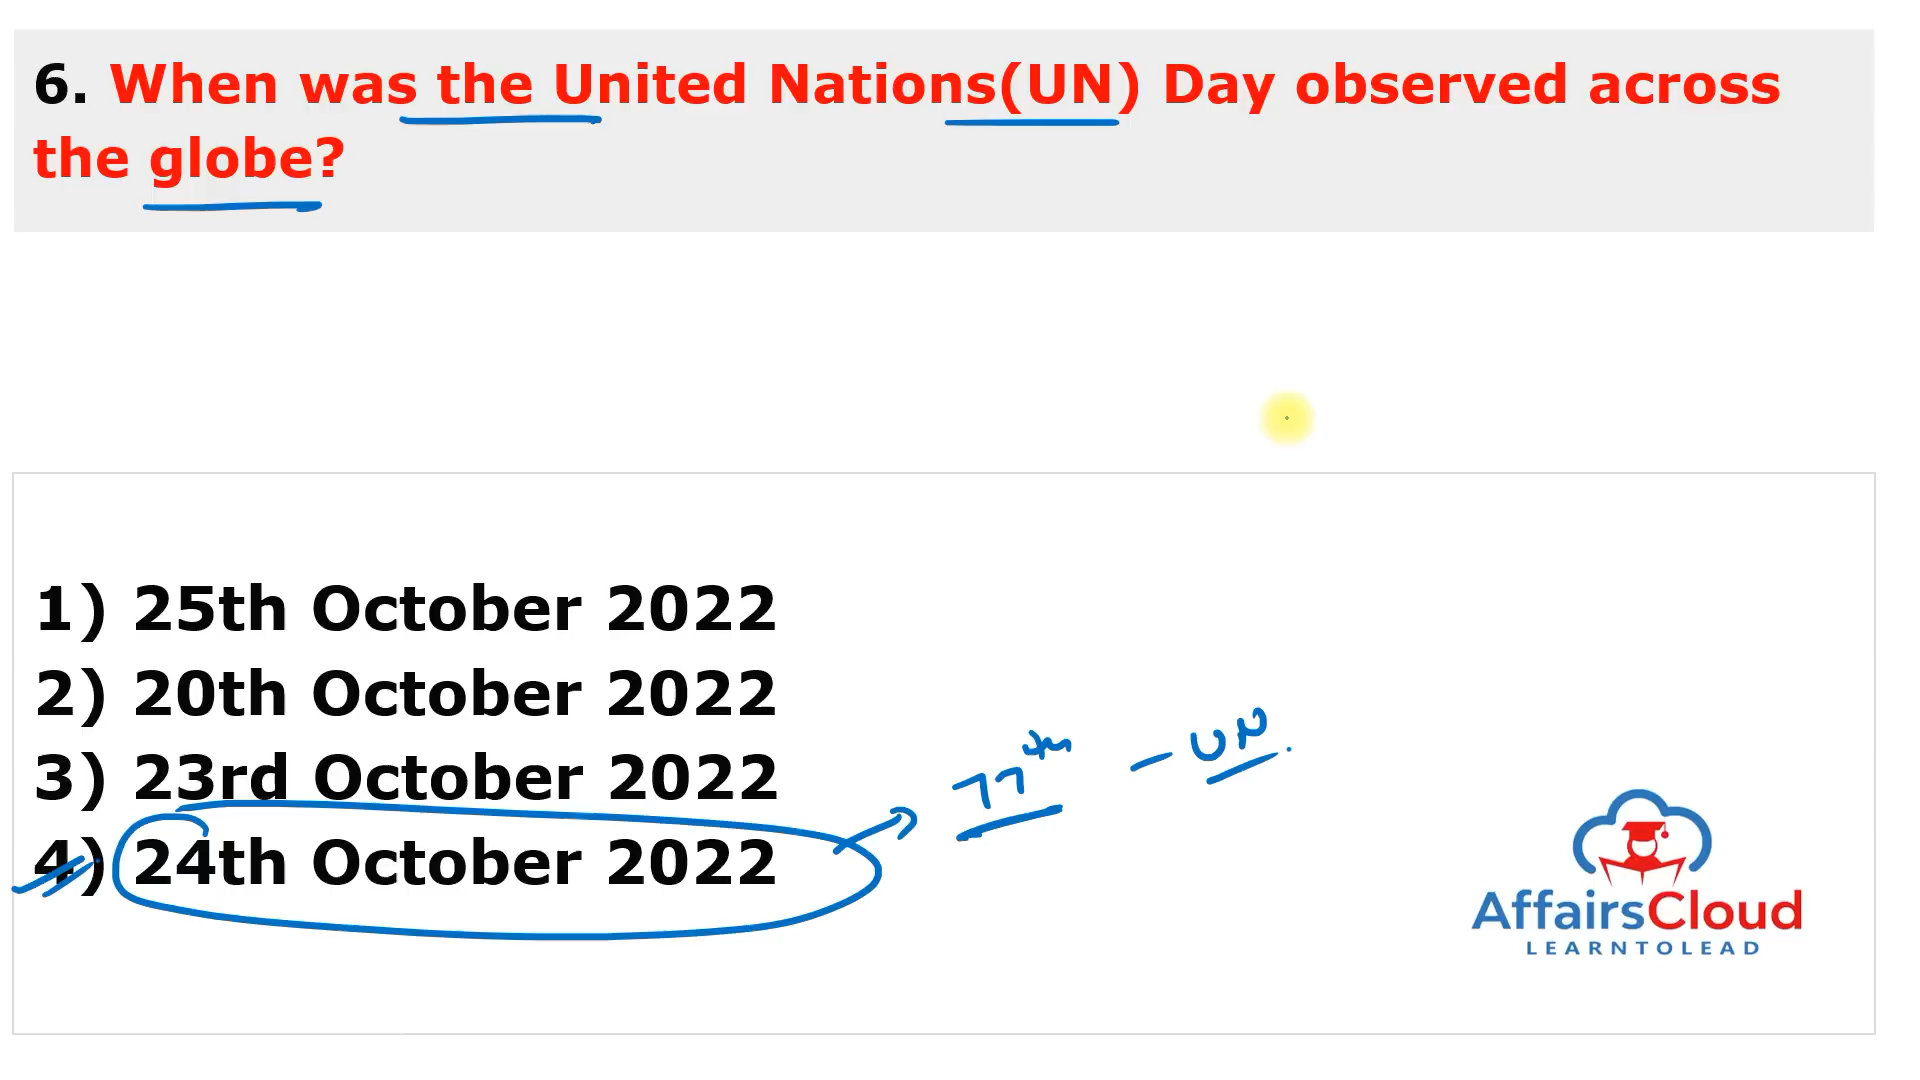 6. When was the United Nations(UN) Day observed across
the globe?
1) 25th October 2022
2) 20th October 2022
3) 23rd October 2022
4) 24th October 2022
77th - UN.
AffairsCloud
LEARNTOLEAD